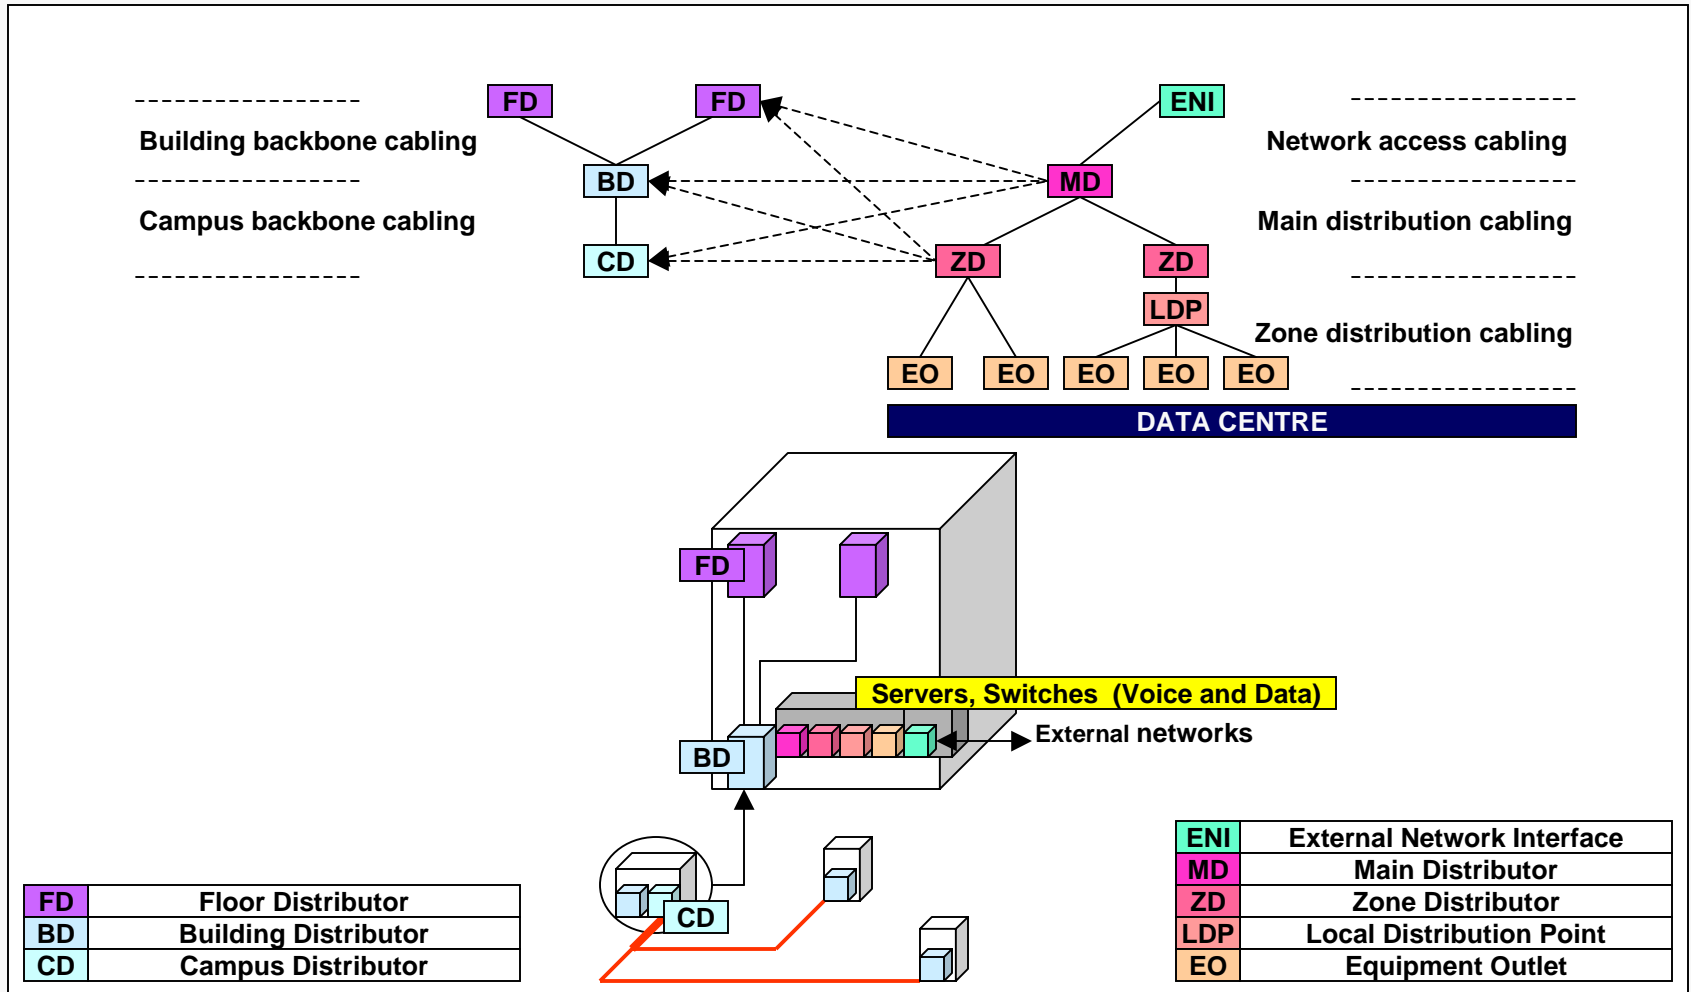 FD FD ENI
Building backbone cabling Network access cabling
BD MD
Campus backbone cabling Main distribution cabling
CD ZD ZD
LDP
Zone distribution cabling
EO EO EO EO EO
DATA CENTRE
FD
Servers, Switches (Voice and Data)
External networks
BD
CD
FD Floor Distributor
BD Building Distributor
CD Campus Distributor
ENI External Network Interface
MD Main Distributor
ZD Zone Distributor
LDP Local Distribution Point
EO Equipment Outlet